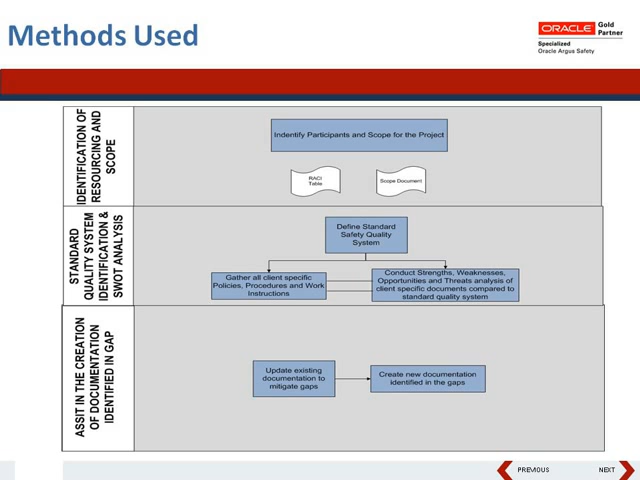 Methods Used
ORACLE Gold
Partner
Specialized
Oracle Argus Safety
IDENTIFICATION OF
RESOURCING AND
SCOPE
Indentify Participants and Scope for the Project
RACI
Table
Scope Document
STANDARD
QUALITY SYSTEM
IDENTIFICATION &
SWOT ANALYSIS
Define Standard
Safety Quality
System
Gather all client specific
Policies, Procedures and Work
Instructions
Conduct Strengths, Weaknesses,
Opportunities and Threats analysis of
client specific documents compared to
standard quality system
ASSIT IN THE CREATION
OF DOCUMENTATION
IDENTIFIED IN GAP
Update existing
documentation to
mitigate gaps
Create new documentation
identified in the gaps
PREVIOUS
NEXT